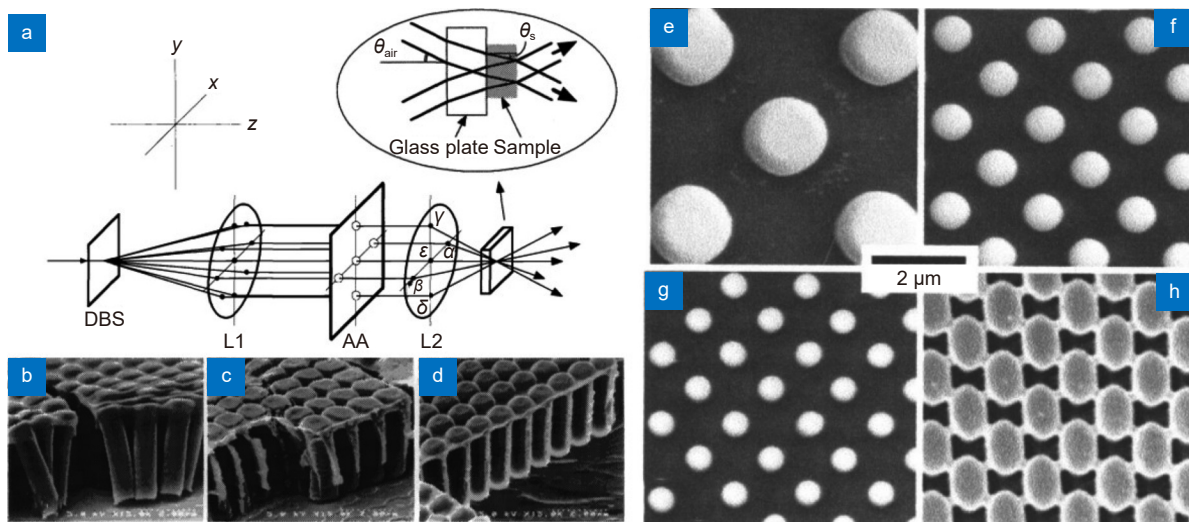 a
y
x
z
θair
θs
Glass plate Sample
γ
ε
α
β
δ
DBS
L1
AA
L2
b
c
d
e
f
2 μm
g
h